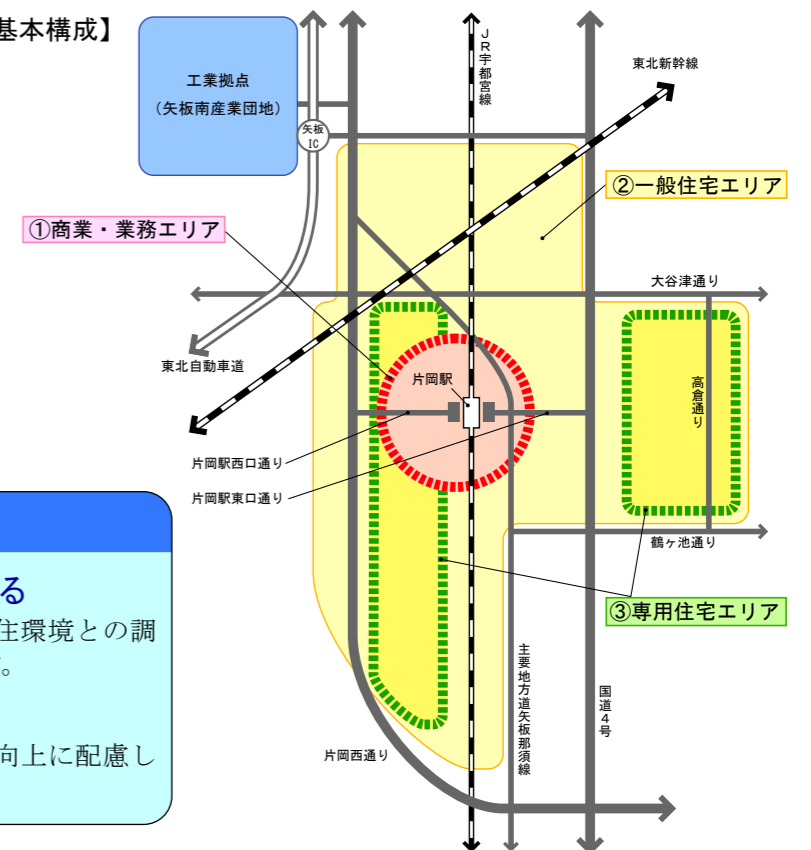 基本構成】
工業拠点
（矢板南産業団地）
矢板
IC
ＪＲ宇都宮線
東北新幹線
②一般住宅エリア
①商業・業務エリア
大谷津通り
東北自動車道
片岡駅
高倉通り
片岡駅西口通り
片岡駅東口通り
鶴ヶ池通り
③専用住宅エリア
る
住環境との調
。
向上に配慮し
主要地方道矢板那須線
国道４号
片岡西通り